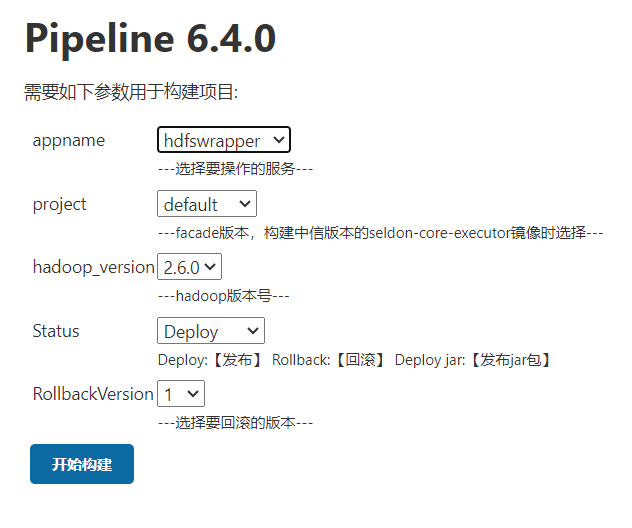 Pipeline 6.4.0
需要如下参数用于构建项目:
appname hdfswrapper
---选择要操作的服务---
project default
---facade版本，构建中信版本的seldon-core-executor镜像时选择---
hadoop_version 2.6.0
---hadoop版本号---
Status Deploy
Deploy:【发布】 Rollback:【回滚】 Deploy jar:【发布jar包】
RollbackVersion 1
---选择要回滚的版本---
开始构建